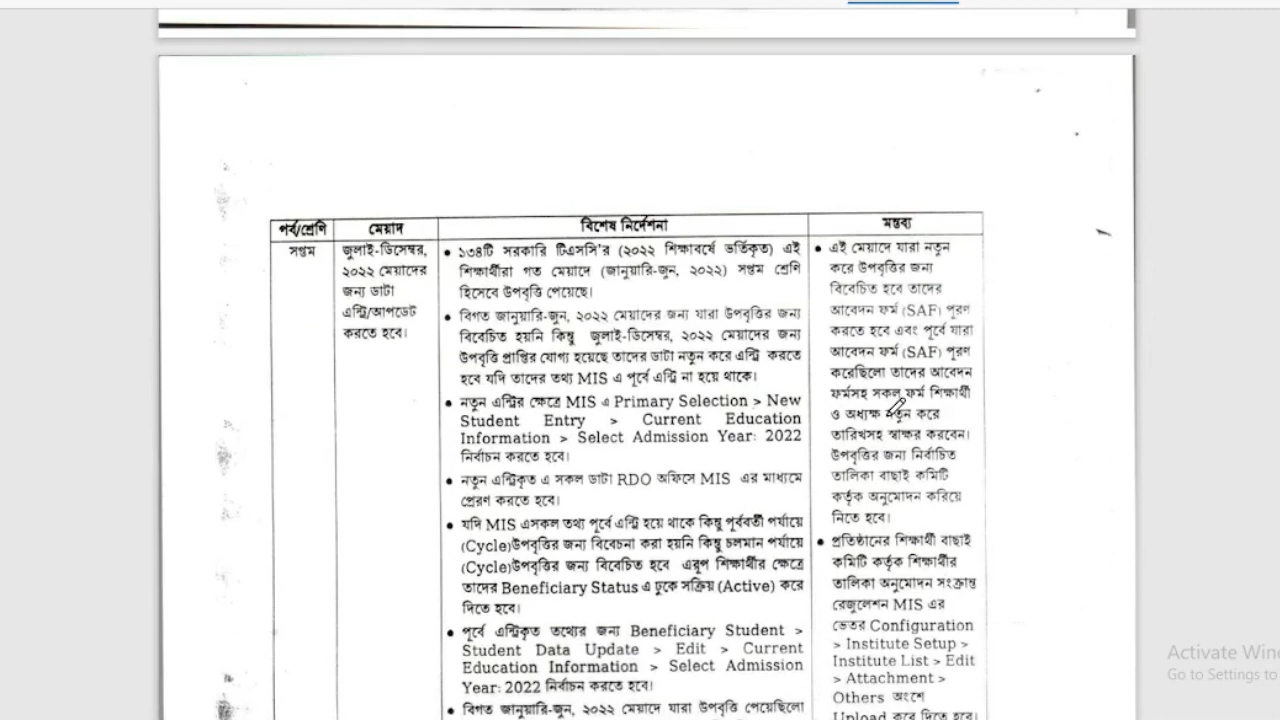 পর্ব/শ্রেণি
মেয়াদ
বিশেষ নির্দেশনা
মন্তব্য
সপ্তম
জুলাই-ডিসেম্বর,
২০২২ মেয়াদের
জন্য ডাটা
এন্ট্রি/আপডেট
করতে হবে।
• ১৩৪টি সরকারি টিএসসি'র (২০২২ শিক্ষাবর্ষে ভর্তিকৃত) এই
শিক্ষার্থীরা গত মেয়াদে (জানুয়ারি-জুন, ২০২২) সপ্তম শ্রেণি
হিসেবে উপবৃত্তি পেয়েছে।
• বিগত জানুয়ারি-জুন, ২০২২ মেয়াদের জন্য যারা উপবৃত্তির জন্য
বিবেচিত হয়নি কিন্তু জুলাই-ডিসেম্বর, ২০২২ মেয়াদের জন্য
উপবৃত্তি প্রাপ্তির যোগ্য হয়েছে তাদের ডাটা নতুন করে এন্ট্রি করতে
হবে যদি তাদের তথ্য MIS এ পূর্বে এন্ট্রি না হয়ে থাকে।
• নতুন এন্ট্রির ক্ষেত্রে MIS এ Primary Selection > New
Student Entry > Current Education
Information > Select Admission Year: 2022
নির্বাচন করতে হবে।
• নতুন এন্ট্রিকৃত এ সকল ডাটা RDO অফিসে MIS এর মাধ্যমে
প্রেরণ করতে হবে।
• যদি MIS এসকল তথ্য পূর্বে এন্ট্রি হয়ে থাকে কিন্তু পূর্ববর্তী পর্যায়ে
(Cycle)উপবৃত্তির জন্য বিবেচনা করা হয়নি কিন্তু চলমান পর্যায়ে
(Cycle)উপবৃত্তির জন্য বিবেচিত হবে এরূপ শিক্ষার্থীর ক্ষেত্রে
তাদের Beneficiary Status এ ঢুকে সক্রিয় (Active) করে
দিতে হবে।
• পূর্বে এন্ট্রিকৃত তথ্যের জন্য Beneficiary Student >
Student Data Update > Edit > Current
Education Information > Select Admission
Year: 2022 নির্বাচন করতে হবে।
• বিগত জানুয়ারি-জুন, ২০২২ মেয়াদে যারা উপবৃত্তি পেয়েছিলো
• এই মেয়াদে যারা নতুন
করে উপবৃত্তির জন্য
বিবেচিত হবে তাদের
আবেদন ফর্ম (SAF) পূরণ
করতে হবে এবং পূর্বে যারা
আবেদন ফর্ম (SAF) পূরণ
করেছিলো তাদের আবেদন
ফর্মসহ সকল ফর্ম শিক্ষার্থী
ও অধ্যক্ষ নতুন করে
তারিখসহ স্বাক্ষর করবেন।
উপবৃত্তির জন্য নির্বাচিত
তালিকা বাছাই কমিটি
কর্তৃক অনুমোদন করিয়ে
নিতে হবে।
• প্রতিষ্ঠানের শিক্ষার্থী বাছাই
কমিটি কর্তৃক শিক্ষার্থীর
তালিকা অনুমোদন সংক্রান্ত
রেজুলেশন MIS এর
ভেতর Configuration
> Institute Setup >
Institute List > Edit
> Attachment >
Others অংশে
Upload করে দিতে হবে।
Activate Win
Go to Settings to